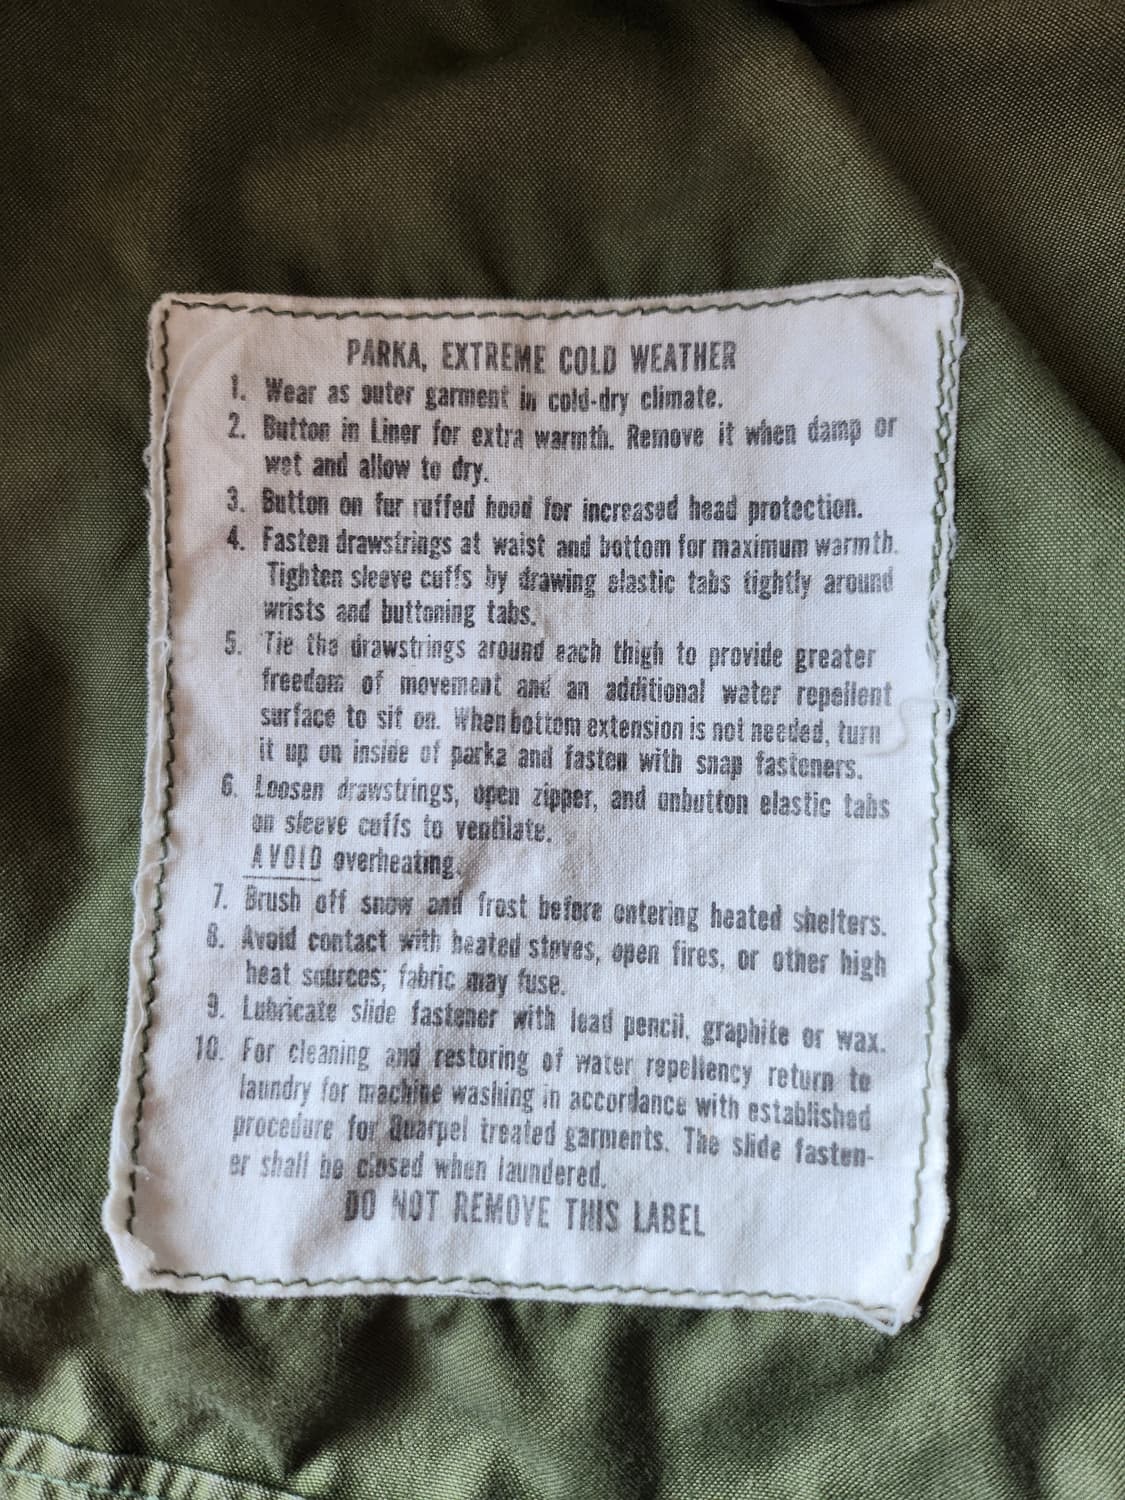 PARKA, EXTREME COLD WEATHER
1. Wear as outer garment in cold-dry climate.
2. Button in Liner for extra warmth. Remove it when damp or
wet and allow to dry.
3. Button on fur ruffed hood for increased head protection.
4. Fasten drawstrings at waist and bottom for maximum warmth.
Tighten sleeve cuffs by drawing elastic tabs tightly around
wrists and buttoning tabs.
5. Tie the drawstrings around each thigh to provide greater
freedom of movement and an additional water repellent
surface to sit on. When bottom extension is not needed, turn
it up on inside of parka and fasten with snap fasteners.
6. Loosen drawstrings, open zipper, and unbutton elastic tabs
on sleeve cuffs to ventilate.
AVOID overheating.
7. Brush off snow and frost before entering heated shelters.
8. Avoid contact with heated stoves, open fires, or other high
heat sources; fabric may fuse.
9. Lubricate slide fastener with lead pencil, graphite or wax.
10. For cleaning and restoring of water repellency return to
laundry for machine washing in accordance with established
procedure for Quarpel treated garments. The slide fasten-
er shall be closed when laundered.
DO NOT REMOVE THIS LABEL